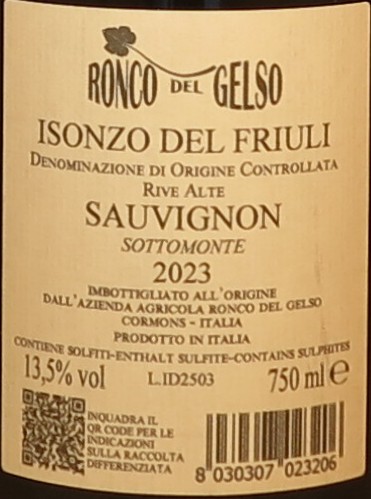 RONCO DEL GELSO
ISONZO DEL FRIULI
DENOMINAZIONE DI ORIGINE CONTROLLATA
RIVE ALTE
SAUVIGNON
SOTTOMONTE
2023
IMBOTTIGLIATO ALL'ORIGINE
DALL'AZIENDA AGRICOLA RONCO DEL GELSO
CORMONS - ITALIA
PRODOTTO IN ITALIA
CONTIENE SOLFITI-ENTHALT SULFITE-CONTAINS SULPHITES
13,5% vol L.ID2503 750 ml e
INQUADRA IL
QR CODE PER LE
INDICAZIONI
SULLA RACCOLTA
DIFFERENZIATA
8 030307 023206